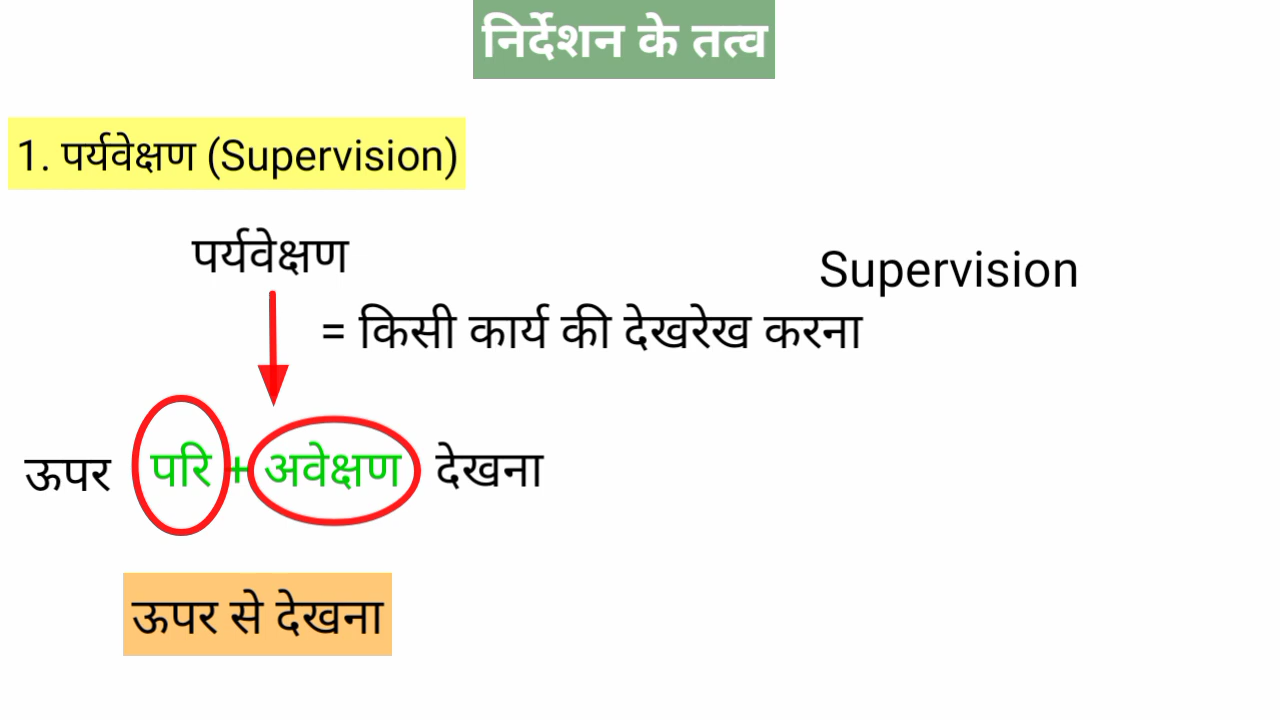 निर्देशन के तत्व
1. पर्यवेक्षण (Supervision)
पर्यवेक्षण
Supervision
= किसी कार्य की देखरेख करना
ऊपर परि + अवेक्षण देखना
ऊपर से देखना